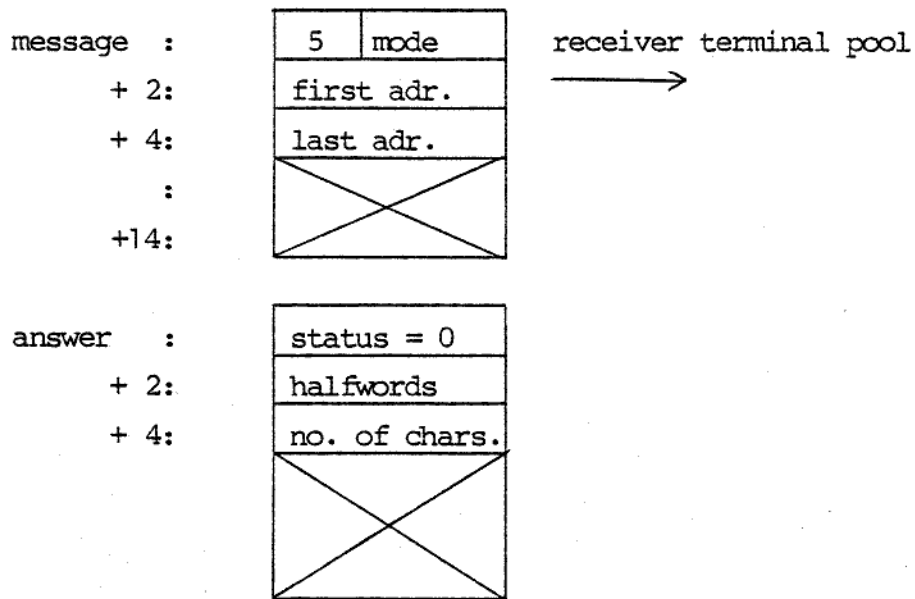 message : 5 mode receiver terminal pool
+ 2: first adr.
+ 4: last adr.
:
+14:
answer : status = 0
+ 2: halfwords
+ 4: no. of chars.